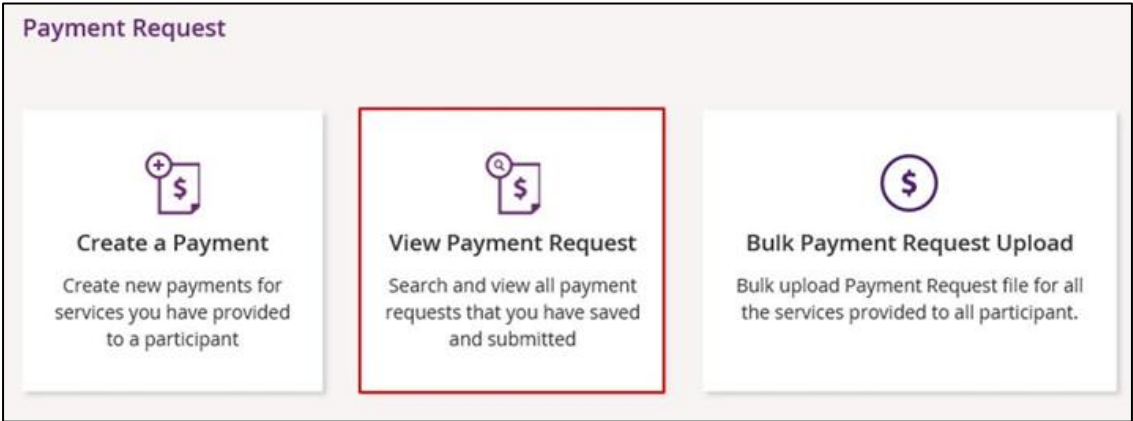 Payment Request
$
Create a Payment
Create new payments for
services you have provided
to a participant
$
View Payment Request
Search and view all payment
requests that you have saved
and submitted
$
Bulk Payment Request Upload
Bulk upload Payment Request file for all
the services provided to all participant.